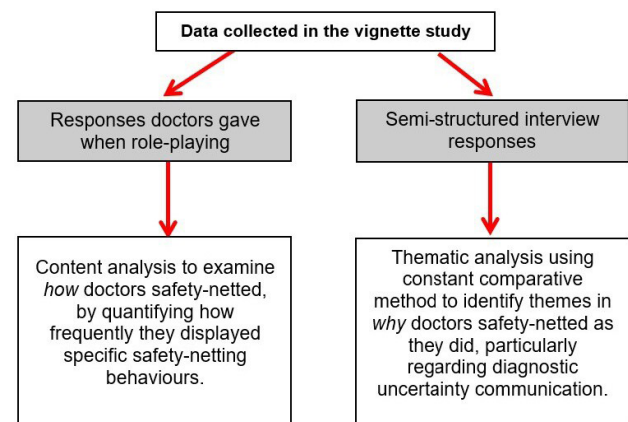 Data collected in the vignette study
Responses doctors gave
when role-playing
Semi-structured interview
responses
Content analysis to examine
how doctors safety-netted,
by quantifying how
frequently they displayed
specific safety-netting
behaviours.
Thematic analysis using
constant comparative
method to identify themes in
why doctors safety-netted as
they did, particularly
regarding diagnostic
uncertainty communication.